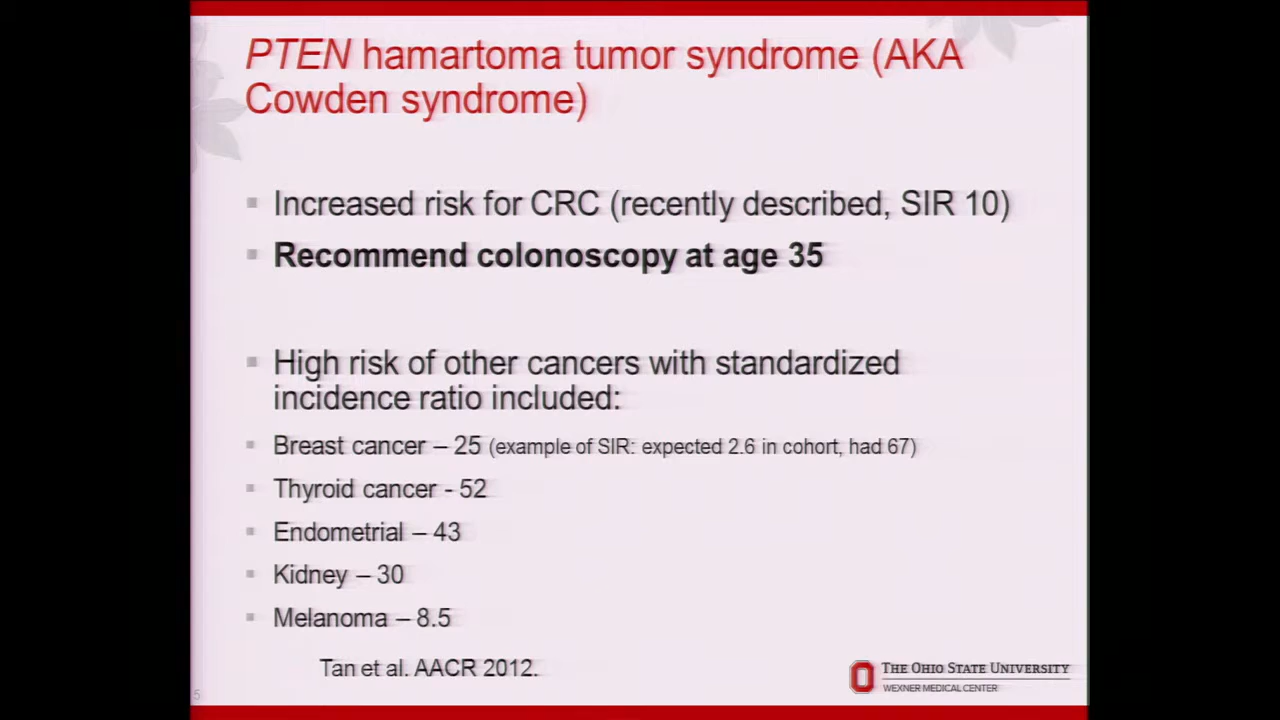 PTEN hamartoma tumor syndrome (AKA
Cowden syndrome)
Increased risk for CRC (recently described, SIR 10)
Recommend colonoscopy at age 35
High risk of other cancers with standardized
incidence ratio included:
Breast cancer – 25 (example of SIR: expected 2.6 in cohort, had 67)
Thyroid cancer - 52
Endometrial – 43
Kidney – 30
Melanoma – 8.5
Tan et al. AACR 2012.
THE OHIO STATE UNIVERSITY
WEXNER MEDICAL CENTER